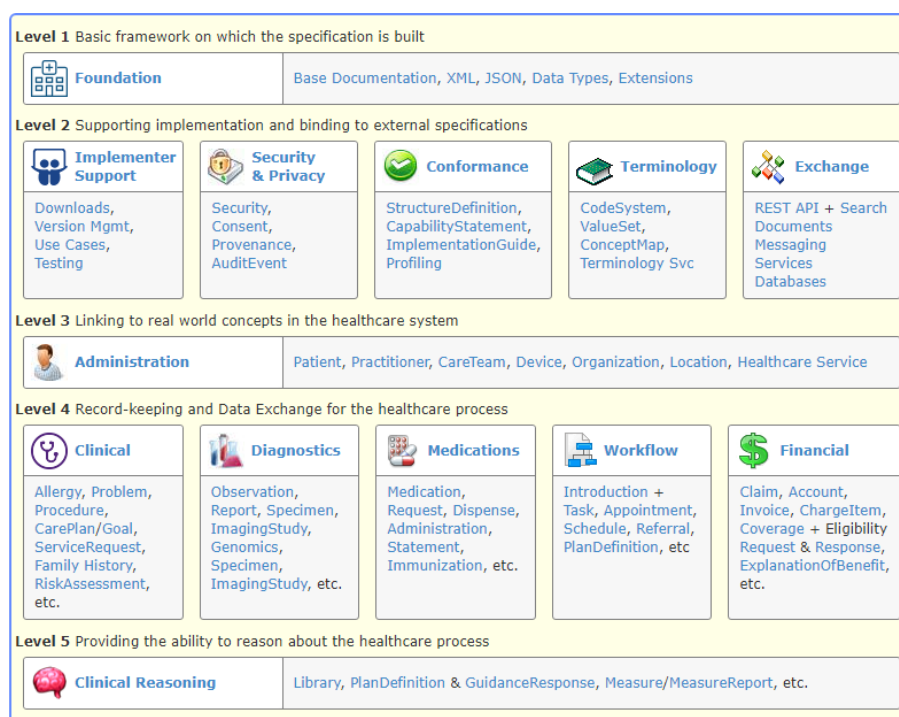 Level 1 Basic framework on which the specification is built
Foundation
Base Documentation, XML, JSON, Data Types, Extensions
Level 2 Supporting implementation and binding to external specifications
Implementer
Support
Downloads,
Version Mgmt,
Use Cases,
Testing
Security
& Privacy
Security,
Consent,
Provenance,
AuditEvent
Conformance
StructureDefinition,
CapabilityStatement,
ImplementationGuide,
Profiling
Terminology
CodeSystem,
ValueSet,
ConceptMap,
Terminology Svc
Exchange
REST API + Search
Documents
Messaging
Services
Databases
Level 3 Linking to real world concepts in the healthcare system
Administration
Patient, Practitioner, CareTeam, Device, Organization, Location, Healthcare Service
Level 4 Record-keeping and Data Exchange for the healthcare process
Clinical
Allergy, Problem,
Procedure,
CarePlan/Goal,
ServiceRequest,
Family History,
RiskAssessment,
etc.
Diagnostics
Observation,
Report, Specimen,
ImagingStudy,
Genomics,
Specimen,
ImagingStudy, etc.
Medications
Medication,
Request, Dispense,
Administration,
Statement,
Immunization, etc.
Workflow
Introduction +
Task, Appointment,
Schedule, Referral,
PlanDefinition, etc
Financial
Claim, Account,
Invoice, ChargeItem,
Coverage + Eligibility
Request & Response,
ExplanationOfBenefit,
etc.
Level 5 Providing the ability to reason about the healthcare process
Clinical Reasoning
Library, PlanDefinition & GuidanceResponse, Measure/MeasureReport, etc.